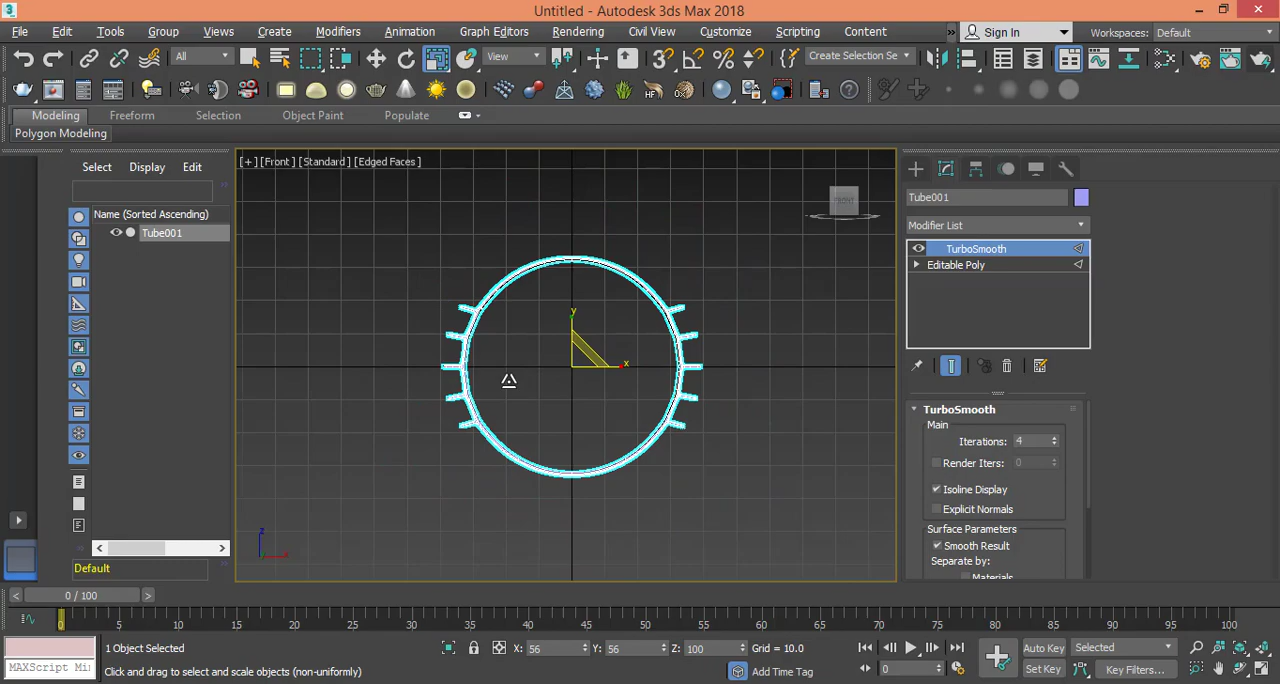 Untitled - Autodesk 3ds Max 2018
File Edit Tools Group Views Create Modifiers Animation Graph Editors Rendering Civil View Customize Scripting Content » Sign In Workspaces: Default
All View Create Selection Se
Modeling Freeform Selection Object Paint Populate
Polygon Modeling
Select Display Edit
Name (Sorted Ascending)
Tube001
Default
[+] [Front ] [Standard ] [Edged Faces ]
FRONT
y
x
z
Tube001
Modifier List
TurboSmooth
Editable Poly
TurboSmooth
Main
Iterations: 4
Render Iters: 0
Isoline Display
Explicit Normals
Surface Parameters
Smooth Result
Separate by:
Materials
0 / 100
0 5 10 15 20 25 30 35 40 45 50 55 60 65 70 75 80 85 90 95 100
1 Object Selected X: 56 Y: 56 Z: 100 Grid = 10.0 Auto Key Selected
MAXScript Mi Click and drag to select and scale objects (non-uniformly) Add Time Tag 0 Set Key Key Filters...